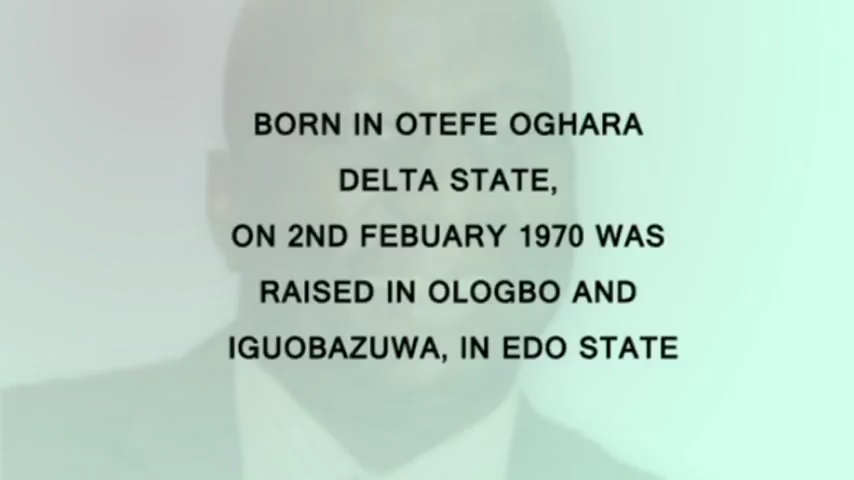 BORN IN OTEFE OGHARA
DELTA STATE,
ON 2ND FEBUARY 1970 WAS
RAISED IN OLOGBO AND
IGUOBAZUWA, IN EDO STATE